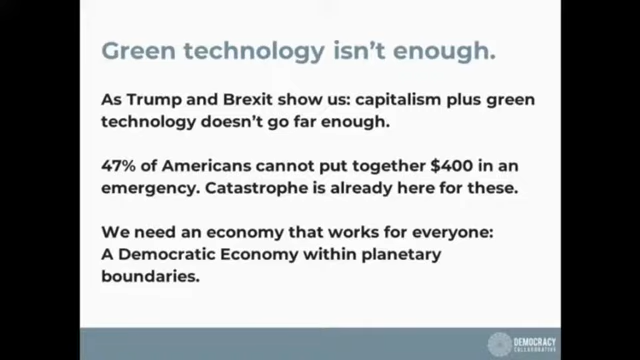 Green technology isn't enough.
As Trump and Brexit show us: capitalism plus green
technology doesn't go far enough.
47% of Americans cannot put together $400 in an
emergency. Catastrophe is already here for these.
We need an economy that works for everyone:
A Democratic Economy within planetary
boundaries.
DEMOCRACY
COLLABORATIVE